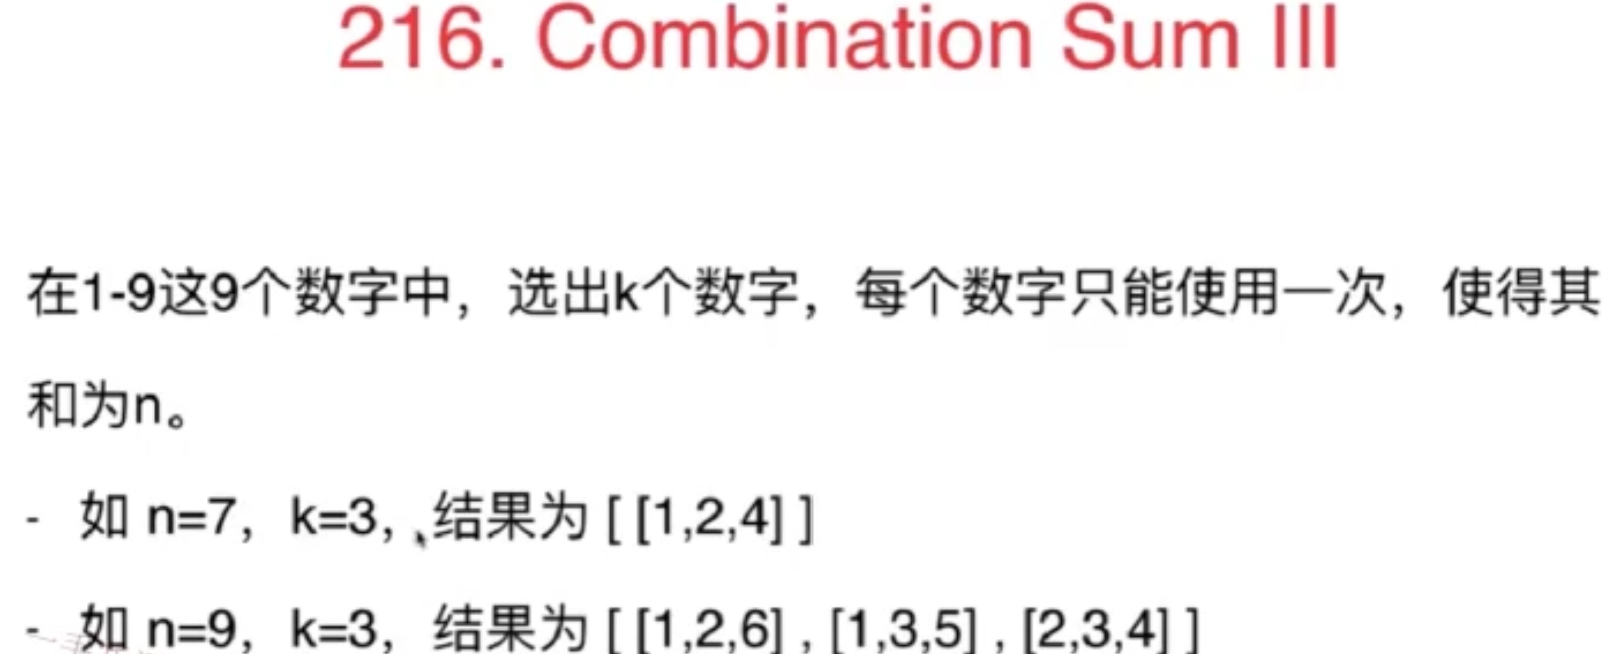 216. Combination Sum III
在1-9这9个数字中，选出k个数字，每个数字只能使用一次，使得其
和为n。
- 如 n=7，k=3，结果为 [ [1,2,4] ]
- 如 n=9，k=3，结果为 [ [1,2,6] , [1,3,5] , [2,3,4] ]